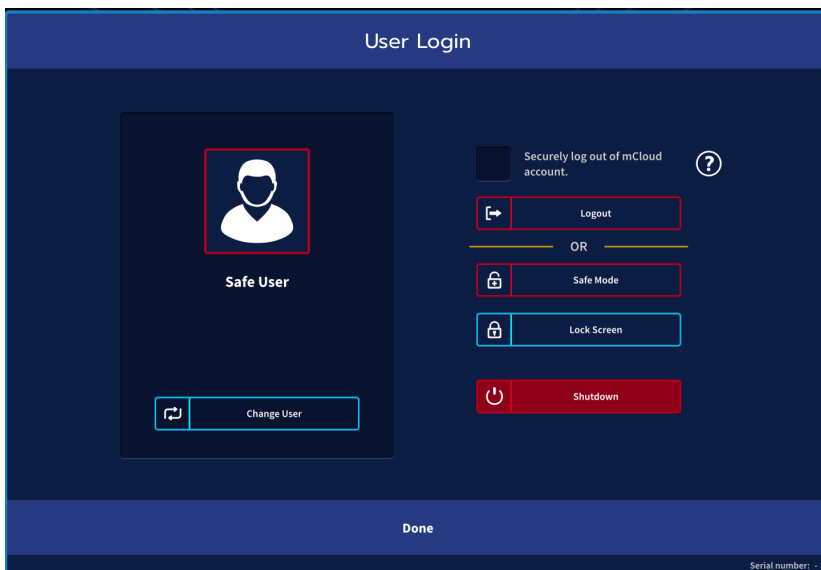 User Login
Safe User
Change User
Securely log out of mCloud
account.
?
Logout
OR
Safe Mode
Lock Screen
Shutdown
Done
Serial number: -